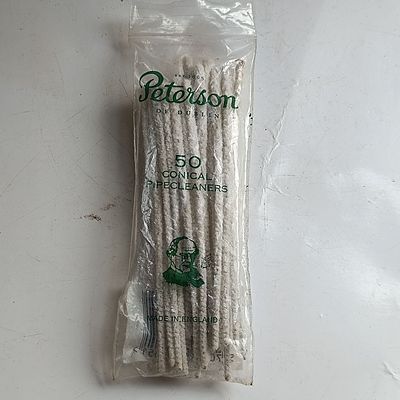 Peterson
OF DUBLIN
50
CONICAL
PIPECLEANERS
MADE IN ENGLAND